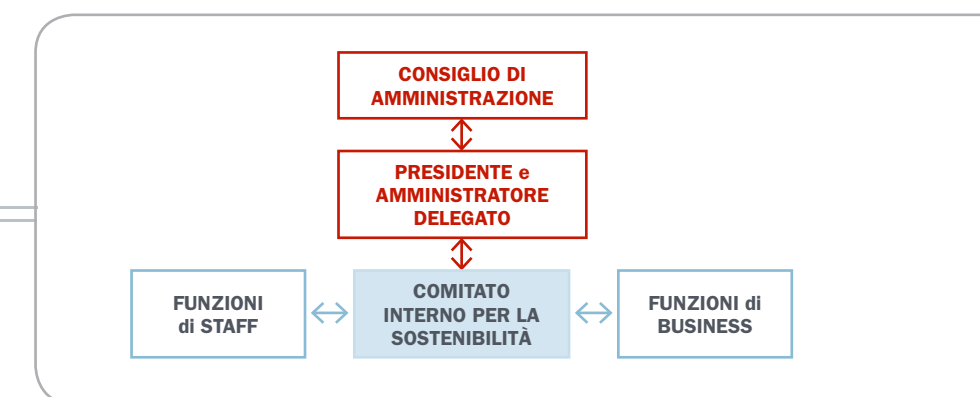 CONSIGLIO DI
AMMINISTRAZIONE
PRESIDENTE e
AMMINISTRATORE
DELEGATO
FUNZIONI
di STAFF
COMITATO
INTERNO PER LA
SOSTENIBILITÀ
FUNZIONI di
BUSINESS